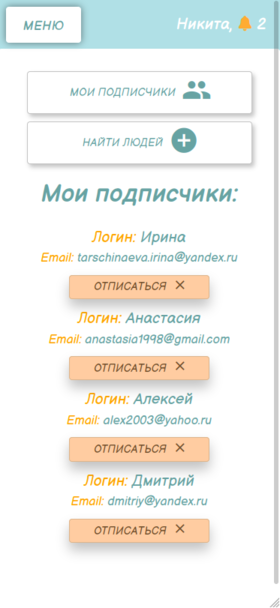 МЕНЮ
Никита, 2
МОИ ПОДПИСЧИКИ
НАЙТИ ЛЮДЕЙ
Мои подписчики:
Логин: Ирина
Email: tarschinaeva.irina@yandex.ru
ОТПИСАТЬСЯ
Логин: Анастасия
Email: anastasia1998@gmail.com
ОТПИСАТЬСЯ
Логин: Алексей
Email: alex2003@yahoo.ru
ОТПИСАТЬСЯ
Логин: Дмитрий
Email: dmitriy@yandex.ru
ОТПИСАТЬСЯ